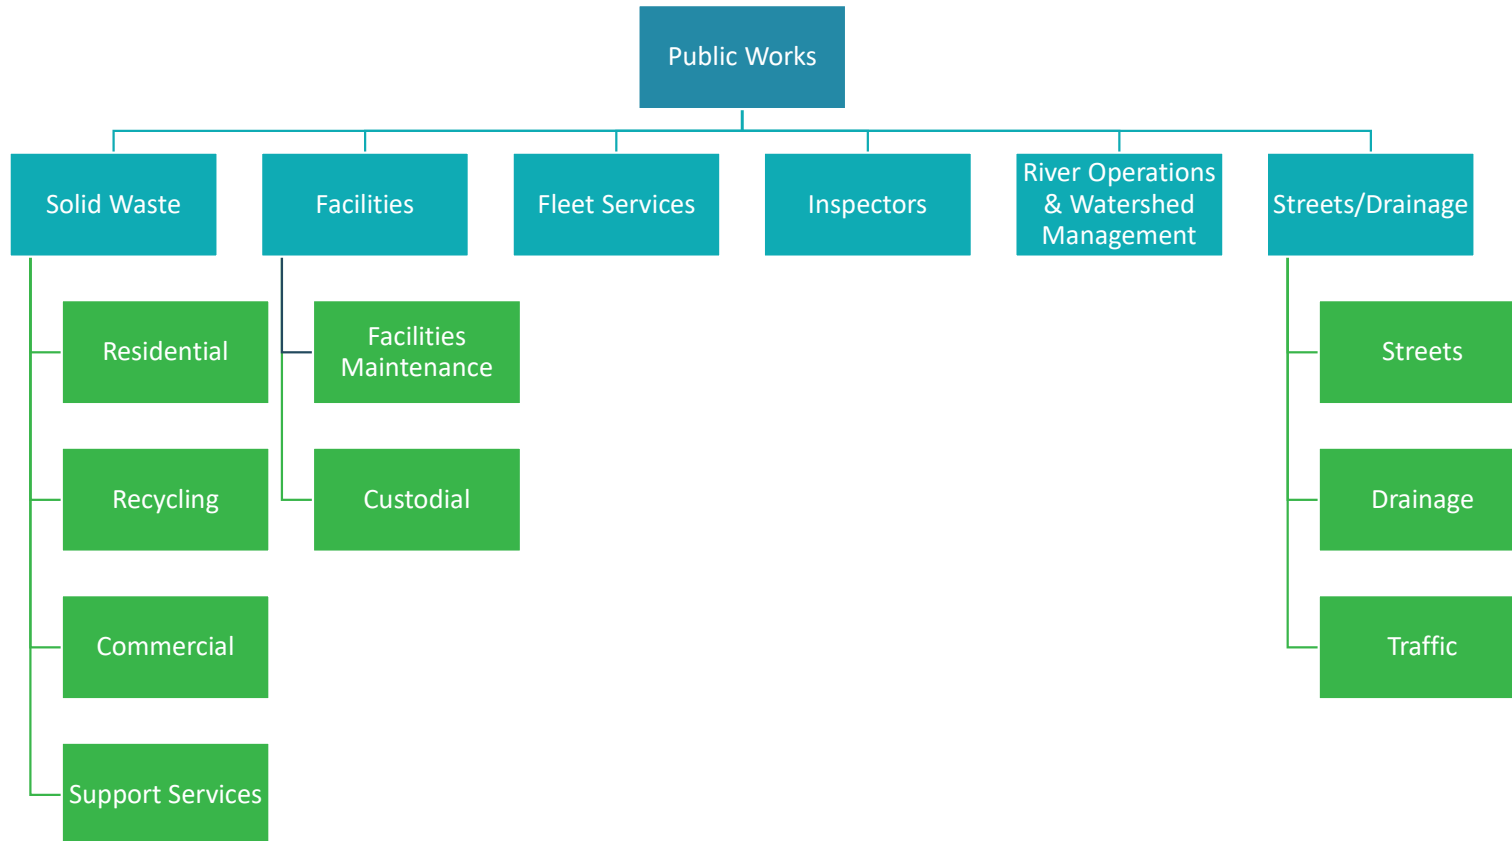 Public Works
Solid Waste
Facilities
Fleet Services
Inspectors
River Operations
& Watershed
Management
Streets/Drainage
Residential
Facilities
Maintenance
Streets
Recycling
Custodial
Drainage
Commercial
Traffic
Support Services